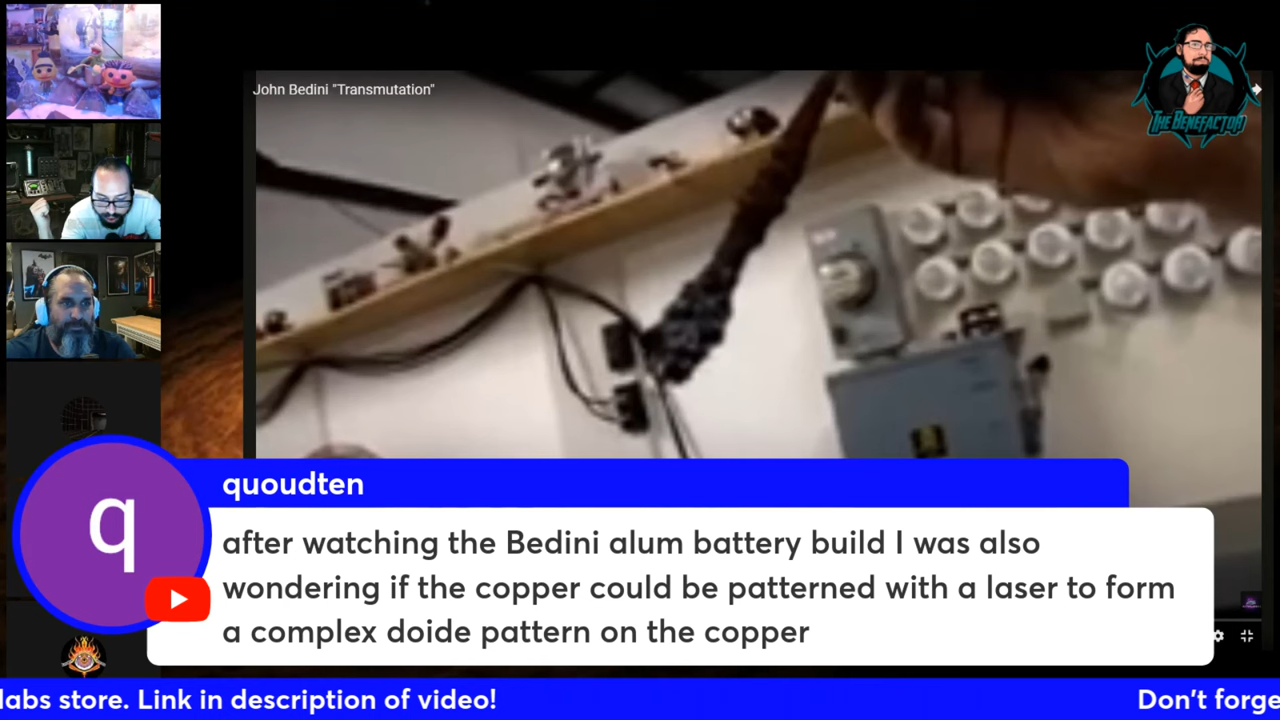 John Bedini "Transmutation"
THE BENEFACTOR
q
quoudten
after watching the Bedini alum battery build I was also
wondering if the copper could be patterned with a laser to form
a complex doide pattern on the copper
labs store. Link in description of video!
Don't forge